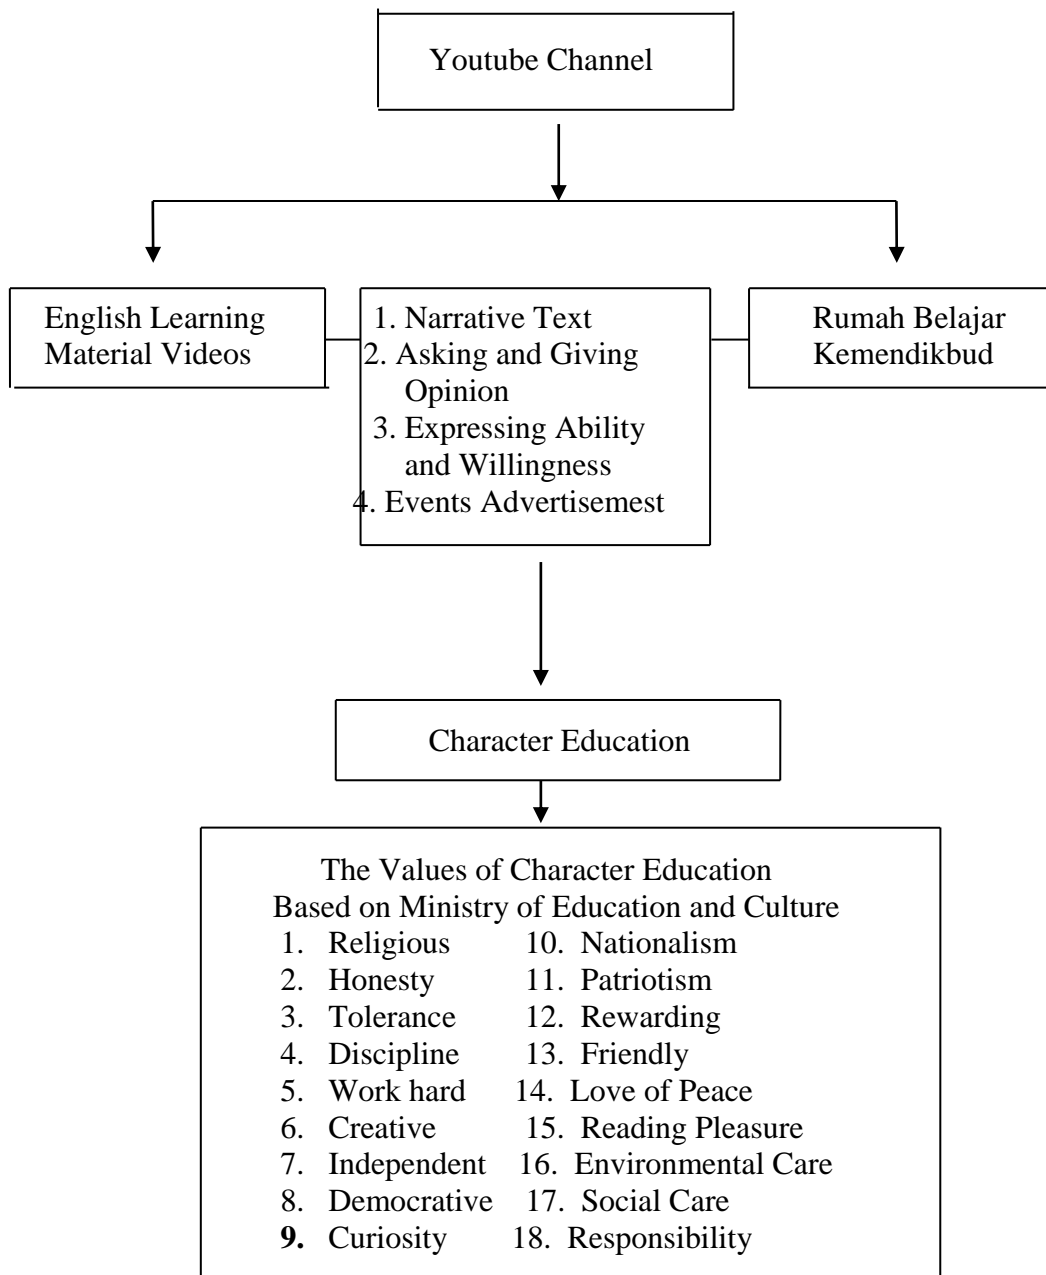 Youtube Channel
English Learning
Material Videos
1. Narrative Text
2. Asking and Giving
Opinion
3. Expressing Ability
and Willingness
4. Events Advertisemest
Rumah Belajar
Kemendikbud
Character Education
The Values of Character Education
Based on Ministry of Education and Culture
1. Religious 10. Nationalism
2. Honesty 11. Patriotism
3. Tolerance 12. Rewarding
4. Discipline 13. Friendly
5. Work hard 14. Love of Peace
6. Creative 15. Reading Pleasure
7. Independent 16. Environmental Care
8. Democrative 17. Social Care
9. Curiosity 18. Responsibility